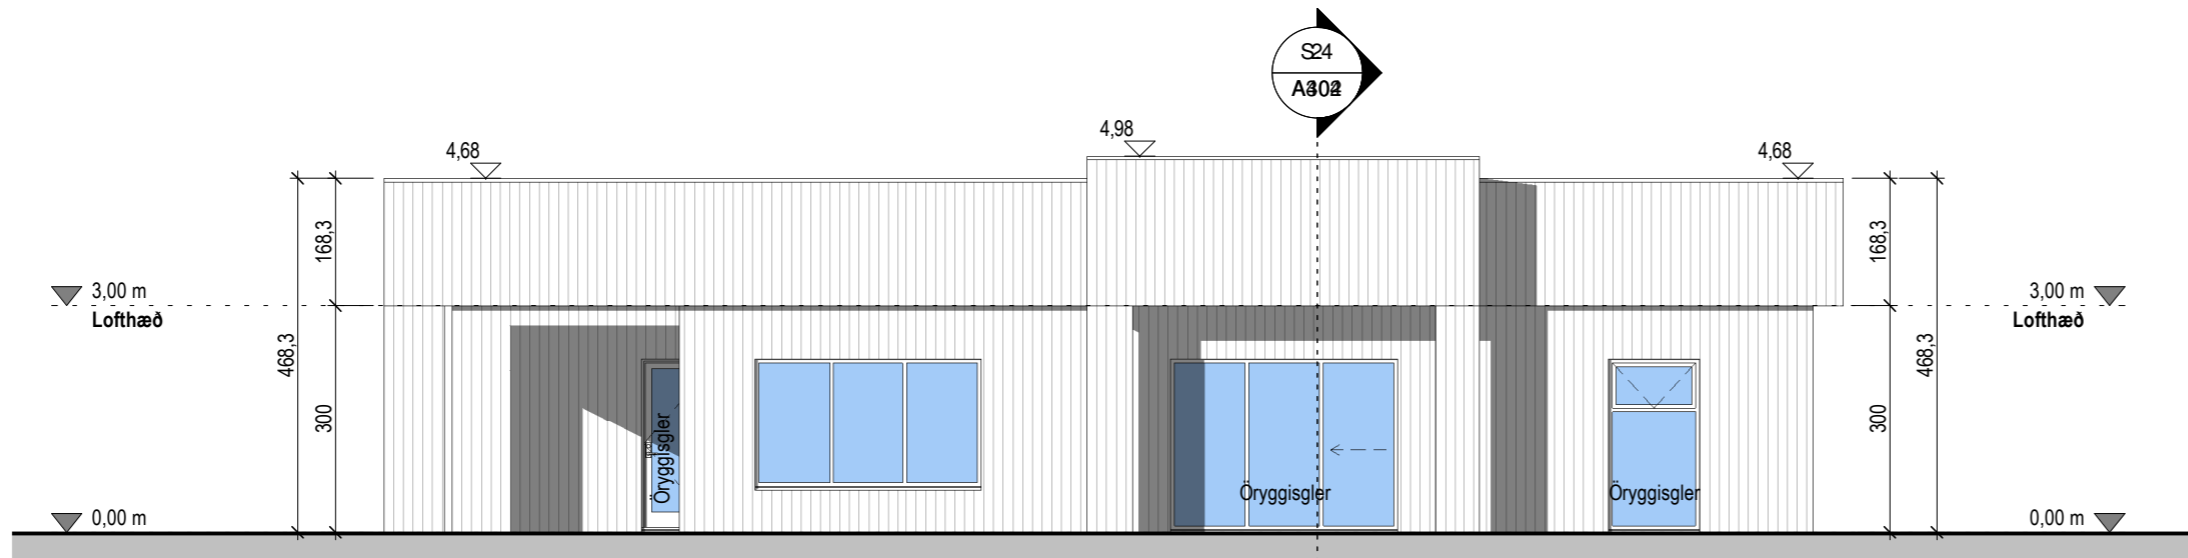 4,68
4,98
4,68
168,3
168,3
3,00 m
Lofthæð
3,00 m
Lofthæð
468,3
468,3
300
300
Öryggisgler
Öryggisgler
Öryggisgler
0,00 m
0,00 m